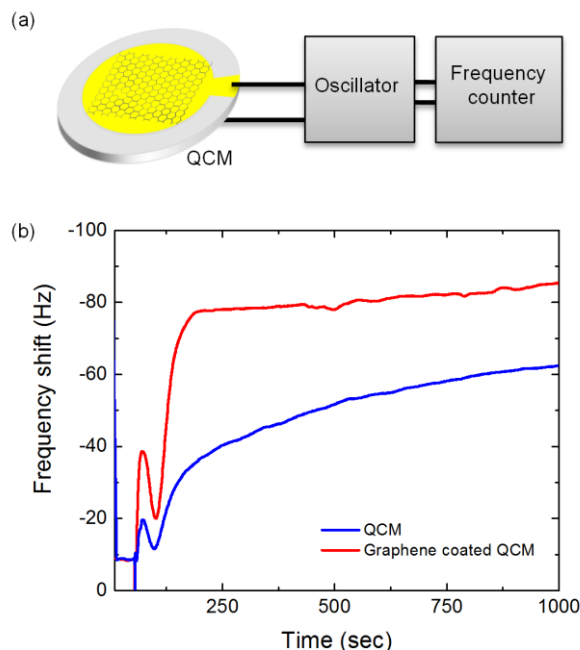 (a)
Oscillator
Frequency
counter
QCM
(b)
-100
-80
-60
-40
-20
0
Frequency shift (Hz)
QCM
Graphene coated QCM
250
500
750
1000
Time (sec)